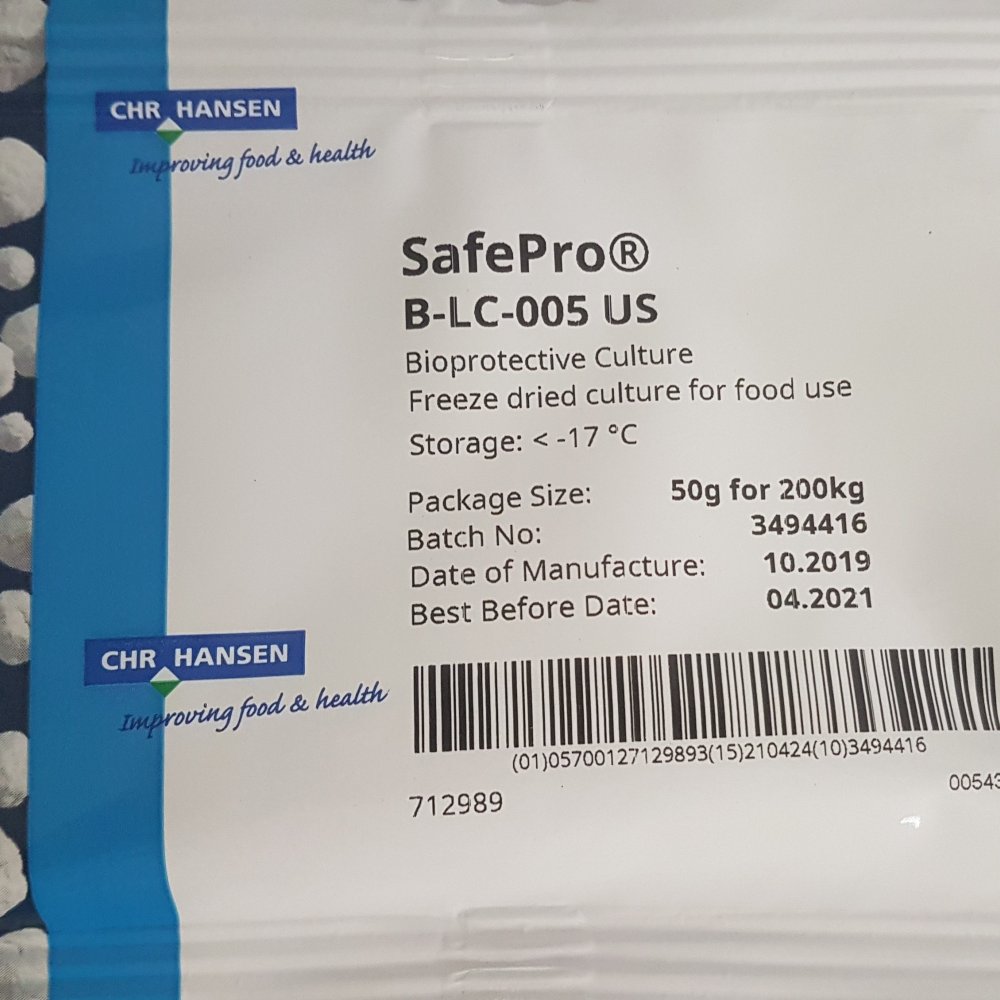 CHR HANSEN
Improving food & health
SafePro®
B-LC-005 US
Bioprotective Culture
Freeze dried culture for food use
Storage: < -17 °C
Package Size: 50g for 200kg
Batch No: 3494416
Date of Manufacture: 10.2019
Best Before Date: 04.2021
CHR HANSEN
Improving food & health
(01)05700127129893(15)210424(10)3494416
00543
712989